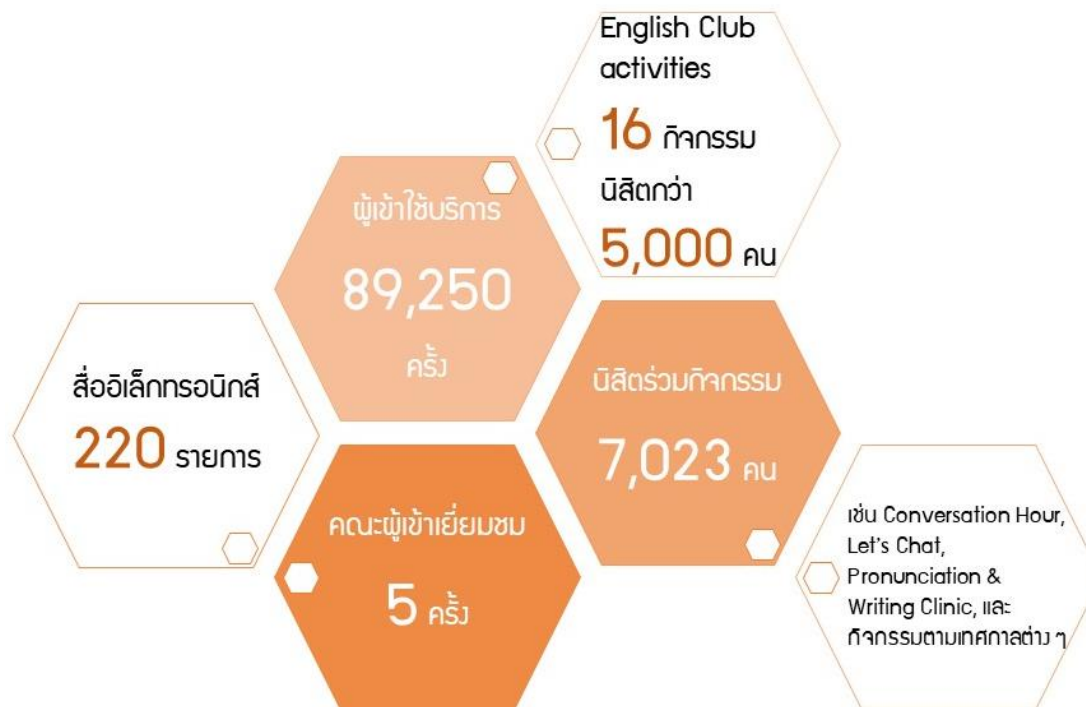 English Club
activities
16 กิจกรรม
นิสิตกว่า
5,000 คน
ผู้เข้าใช้บริการ
89,250
ครั้ง
สื่ออิเล็กทรอนิกส์
220 รายการ
นิสิตร่วมกิจกรรม
7,023 คน
คณะผู้เข้าเยี่ยมชม
5 ครั้ง
เช่น Conversation Hour,
Let's Chat,
Pronunciation &
Writing Clinic, และ
กิจกรรมตามเทศกาลต่าง ๆ